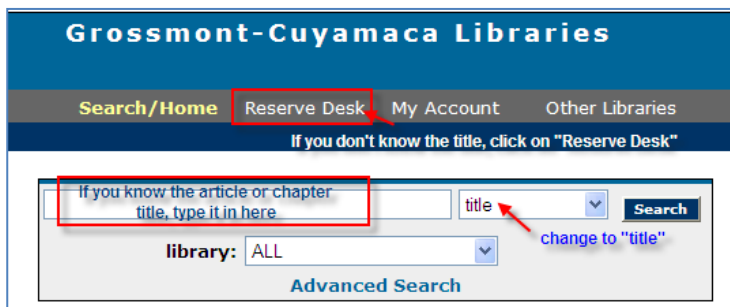 Grossmont-Cuyamaca Libraries
Search/Home Reserve Desk My Account Other Libraries
If you don't know the title, click on "Reserve Desk"
If you know the article or chapter
title, type it in here
title Search
change to "title"
library: ALL
Advanced Search